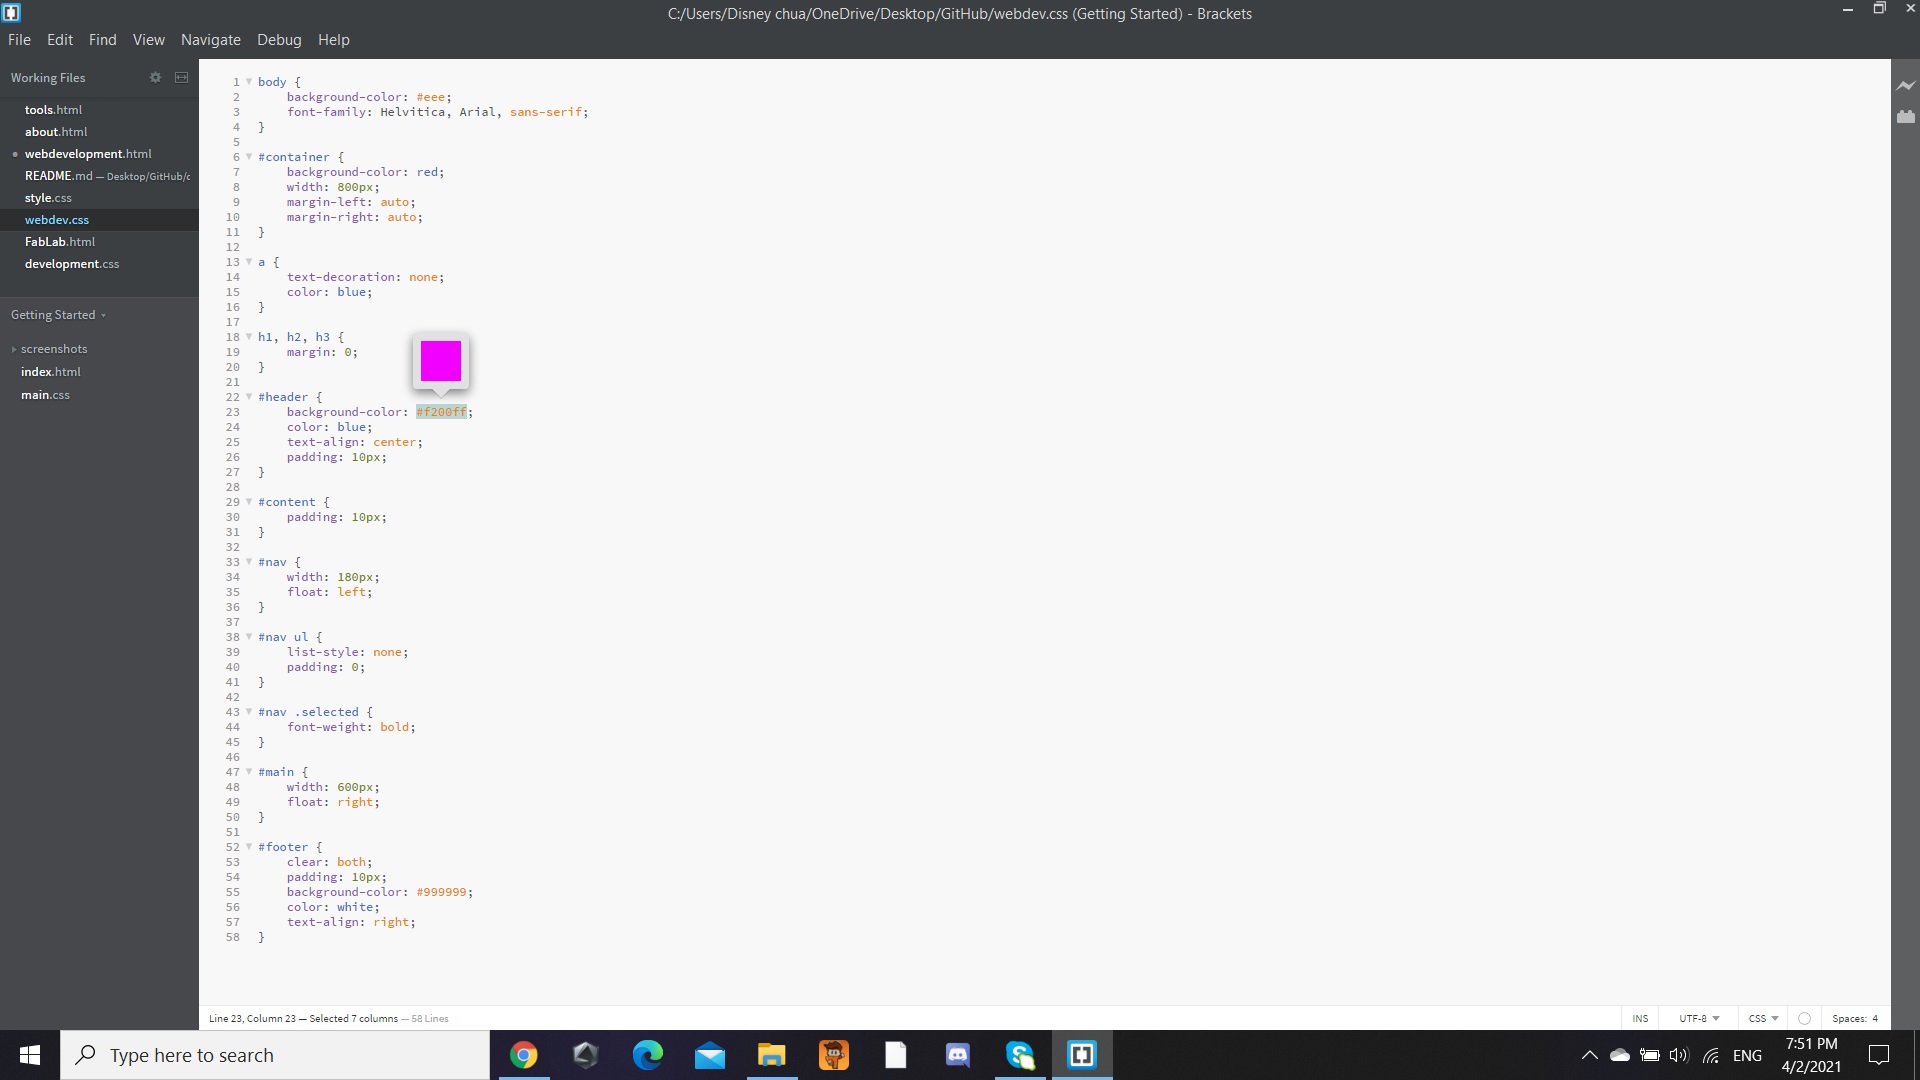 C:/Users/Disney chua/OneDrive/Desktop/GitHub/webdev.css (Getting Started) - Brackets
File Edit Find View Navigate Debug Help
Working Files
tools.html
about.html
webdevelopment.html
README.md — Desktop/GitHub/c
style.css
webdev.css
FabLab.html
development.css
Getting Started
screenshots
index.html
main.css
1 body {
2 background-color: #eee;
3 font-family: Helvitica, Arial, sans-serif;
4 }
5
6 #container {
7 background-color: red;
8 width: 800px;
9 margin-left: auto;
10 margin-right: auto;
11 }
12
13 a {
14 text-decoration: none;
15 color: blue;
16 }
17
18 h1, h2, h3 {
19 margin: 0;
20 }
21
22 #header {
23 background-color: #f200ff;
24 color: blue;
25 text-align: center;
26 padding: 10px;
27 }
28
29 #content {
30 padding: 10px;
31 }
32
33 #nav {
34 width: 180px;
35 float: left;
36 }
37
38 #nav ul {
39 list-style: none;
40 padding: 0;
41 }
42
43 #nav .selected {
44 font-weight: bold;
45 }
46
47 #main {
48 width: 600px;
49 float: right;
50 }
51
52 #footer {
53 clear: both;
54 padding: 10px;
55 background-color: #999999;
56 color: white;
57 text-align: right;
58 }
Line 23, Column 23 — Selected 7 columns — 58 Lines
INS UTF-8 CSS Spaces: 4
Type here to search
ENG
7:51 PM
4/2/2021